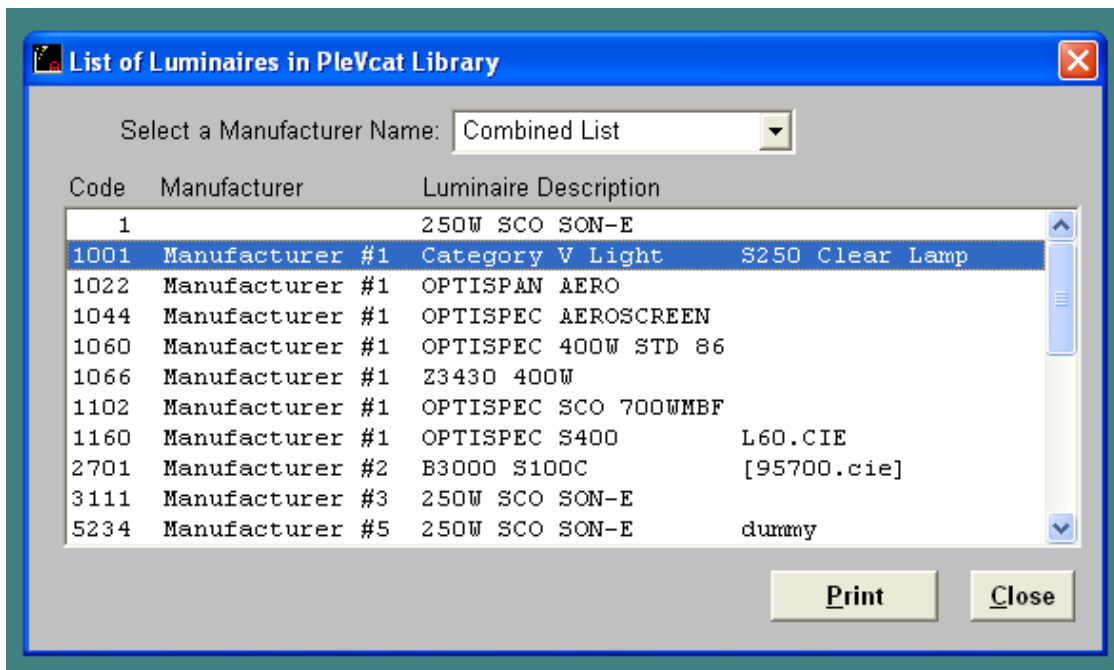 List of Luminaires in PleVcat Library
Select a Manufacturer Name: Combined List
Code Manufacturer Luminaire Description
1 250W SCO SON-E
1001 Manufacturer #1 Category V Light S250 Clear Lamp
1022 Manufacturer #1 OPTISPAN AERO
1044 Manufacturer #1 OPTISPEC AEROSCREEN
1060 Manufacturer #1 OPTISPEC 400W STD 86
1066 Manufacturer #1 Z3430 400W
1102 Manufacturer #1 OPTISPEC SCO 700WMBF
1160 Manufacturer #1 OPTISPEC S400 L60.CIE
2701 Manufacturer #2 B3000 S100C [95700.cie]
3111 Manufacturer #3 250W SCO SON-E
5234 Manufacturer #5 250W SCO SON-E dummy
Print Close